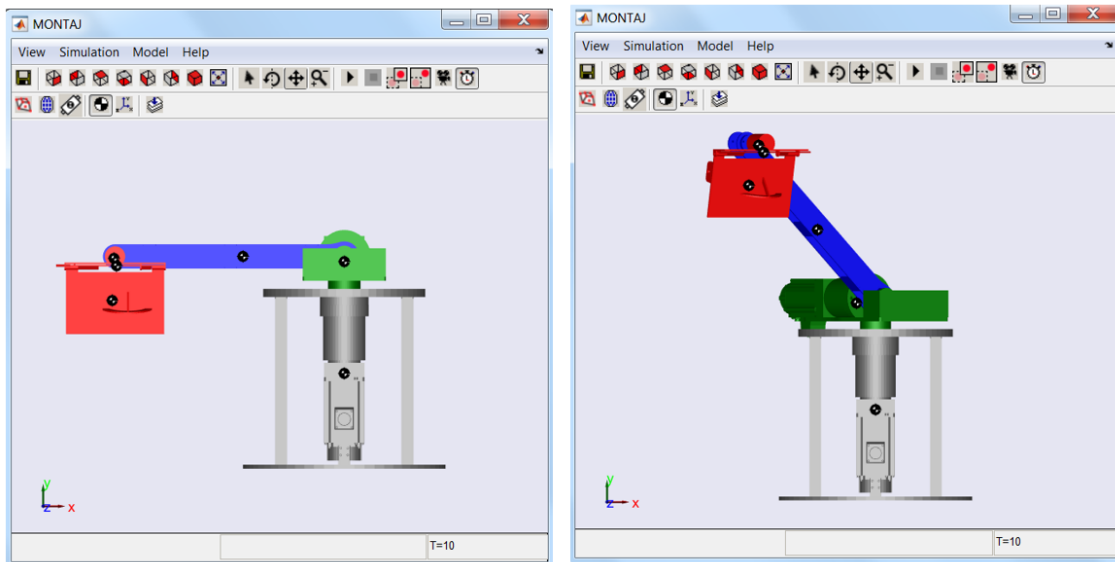 MONTAJ
View Simulation Model Help
y
z x
T=10
MONTAJ
View Simulation Model Help
y
z x
T=10